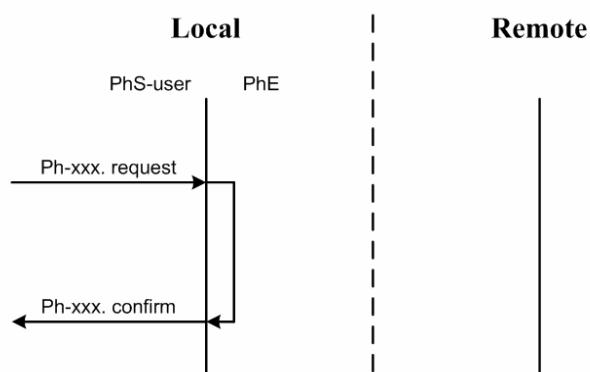 Local Remote
PhS-user PhE
Ph-xxx. request
Ph-xxx. confirm